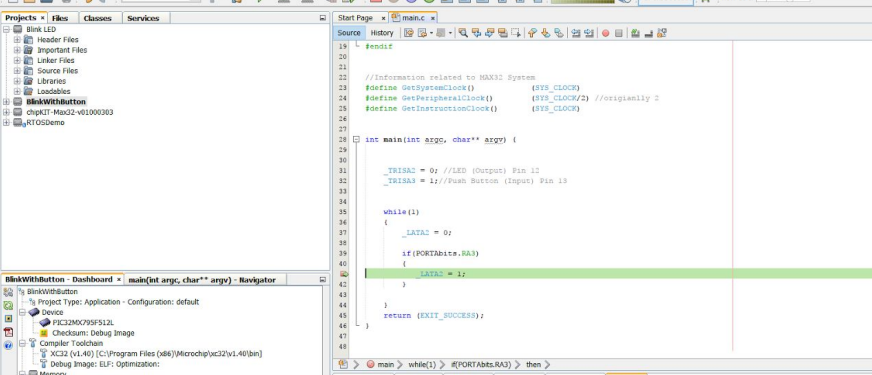 Projects × Files Classes Services
Blink LED
Header Files
Important Files
Linker Files
Source Files
Libraries
Loadables
BlinkWithButton
chipKIT-Max32-v01000303
RTOSDemo
BlinkWithButton - Dashboard × main(int argc, char** argv) - Navigator
BlinkWithButton
Project Type: Application - Configuration: default
Device
PIC32MX795F512L
Checksum: Debug Image
Compiler Toolchain
XC32 (v1.40) [C:\Program Files (x86)\Microchip\xc32\v1.40\bin]
Debug Image: ELF: Optimization:
Memory
Start Page × main.c ×
Source History
19 #endif
20
21
22 //Information related to MAX32 System
23 #define GetSystemClock() (SYS_CLOCK)
24 #define GetPeripheralClock() (SYS_CLOCK/2) //origianlly 2
25 #define GetInstructionClock() (SYS_CLOCK)
26
27
28 int main(int argc, char** argv) {
29
30
31 _TRISA2 = 0; //LED (Output) Pin 12
32 _TRISA3 = 1;//Push Button (Input) Pin 13
33
34
35 while(1)
36 {
37 _LATA2 = 0;
38
39 if(PORTAbits.RA3)
40 {
_LATA2 = 1;
42 }
43
44 }
45 return (EXIT_SUCCESS);
46 }
47
48
main while(1) if(PORTAbits.RA3) then